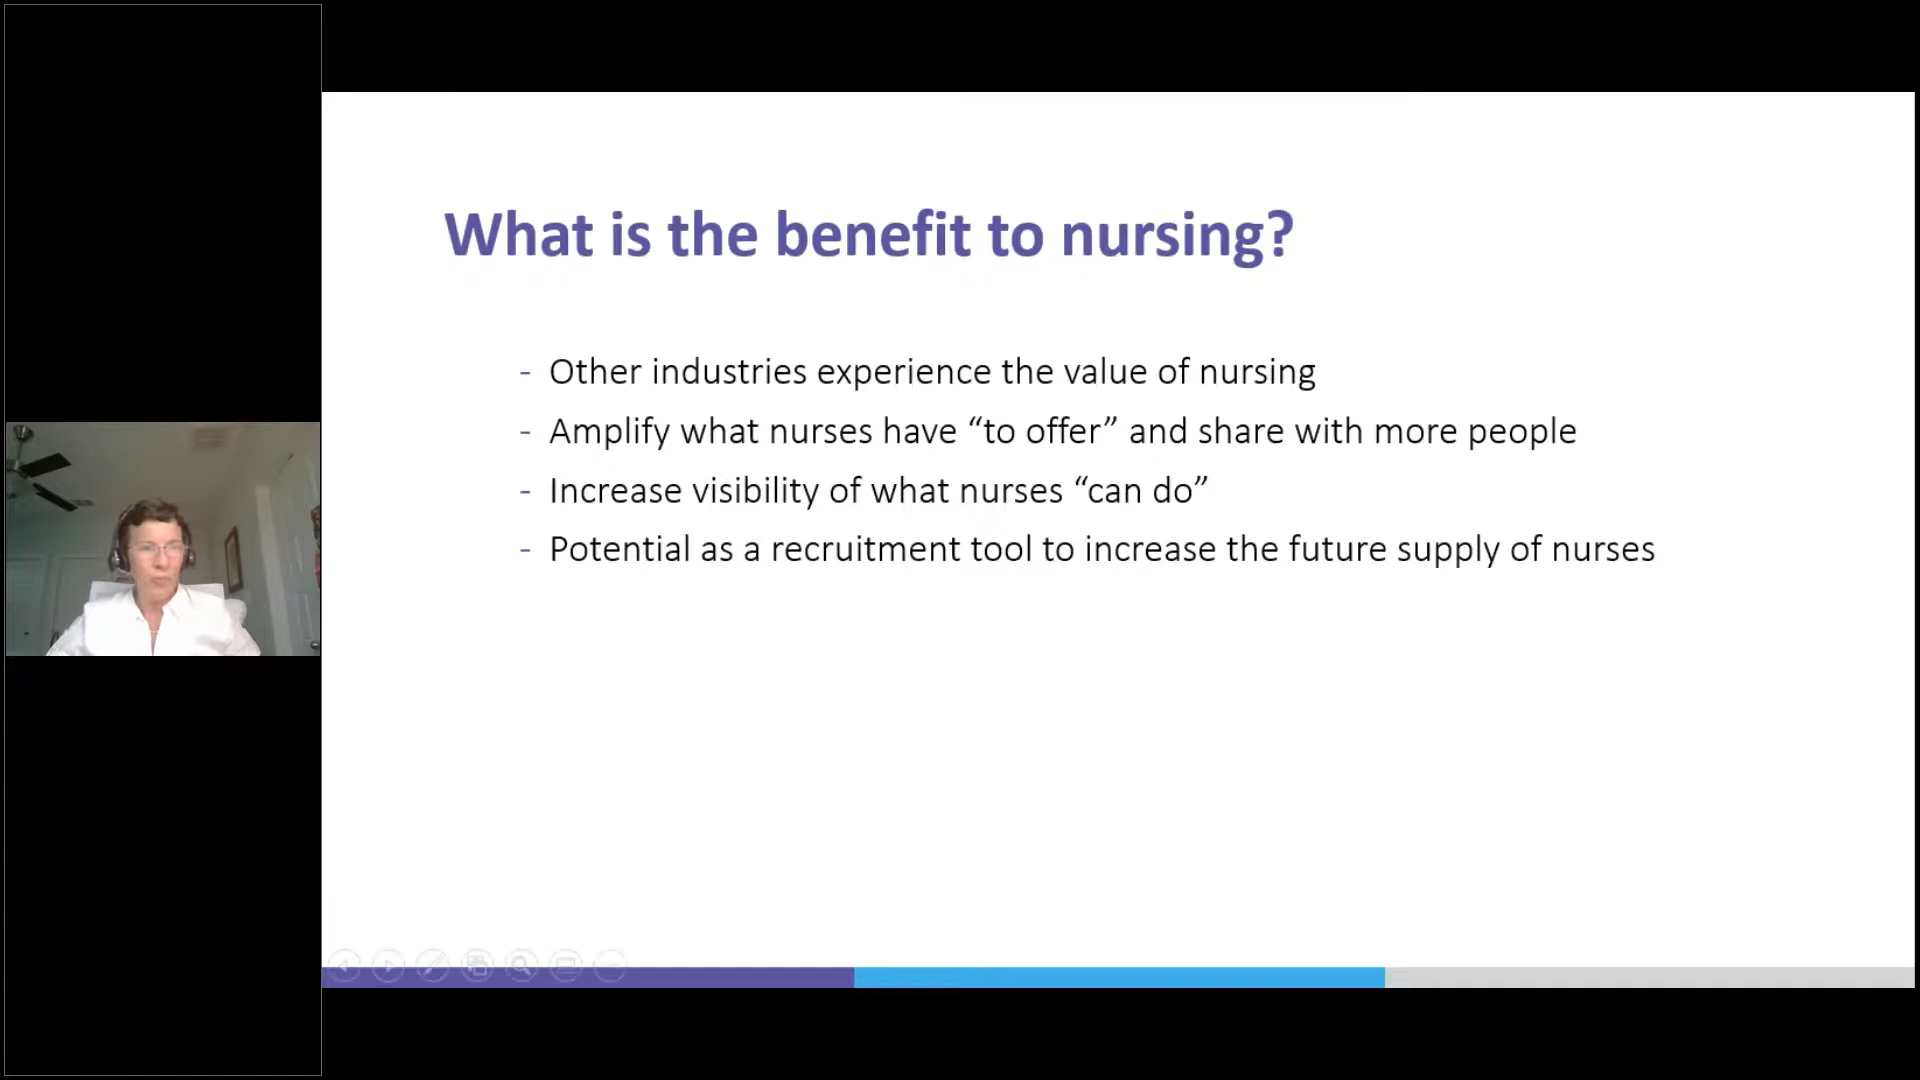 What is the benefit to nursing?
- Other industries experience the value of nursing
- Amplify what nurses have “to offer” and share with more people
- Increase visibility of what nurses “can do”
- Potential as a recruitment tool to increase the future supply of nurses